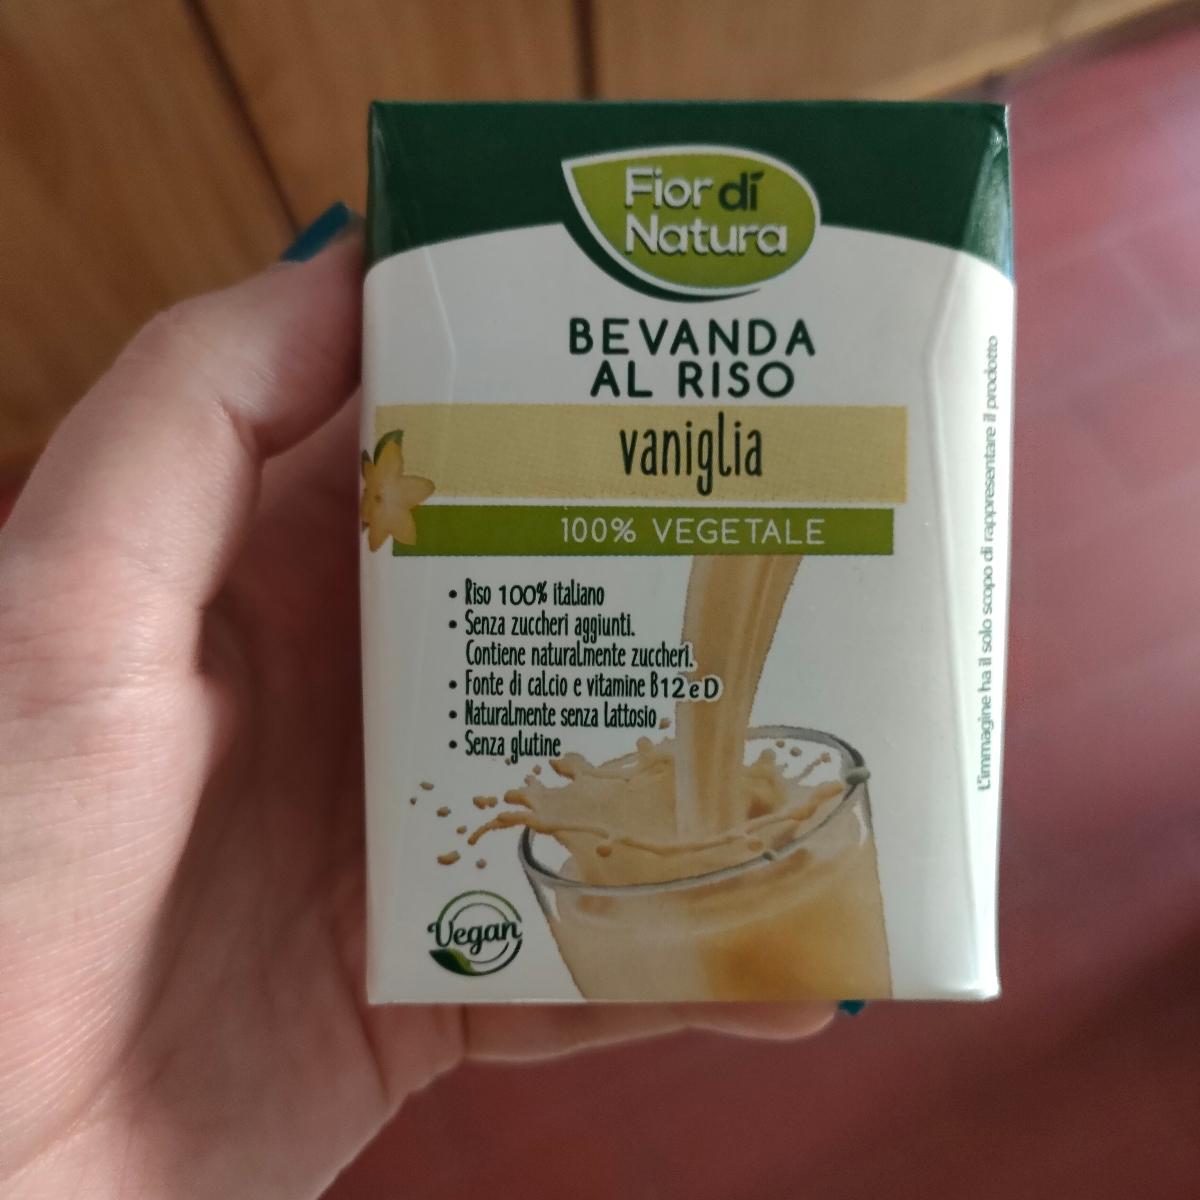 Fior di
Natura
BEVANDA
AL RISO
vaniglia
100% VEGETALE
• Riso 100% italiano
• Senza zuccheri aggiunti.
Contiene naturalmente zuccheri.
• Fonte di calcio e vitamine B12 e D
• Naturalmente senza lattosio
• Senza glutine
Vegan
L'immagine ha il solo scopo di rappresentare il prodotto